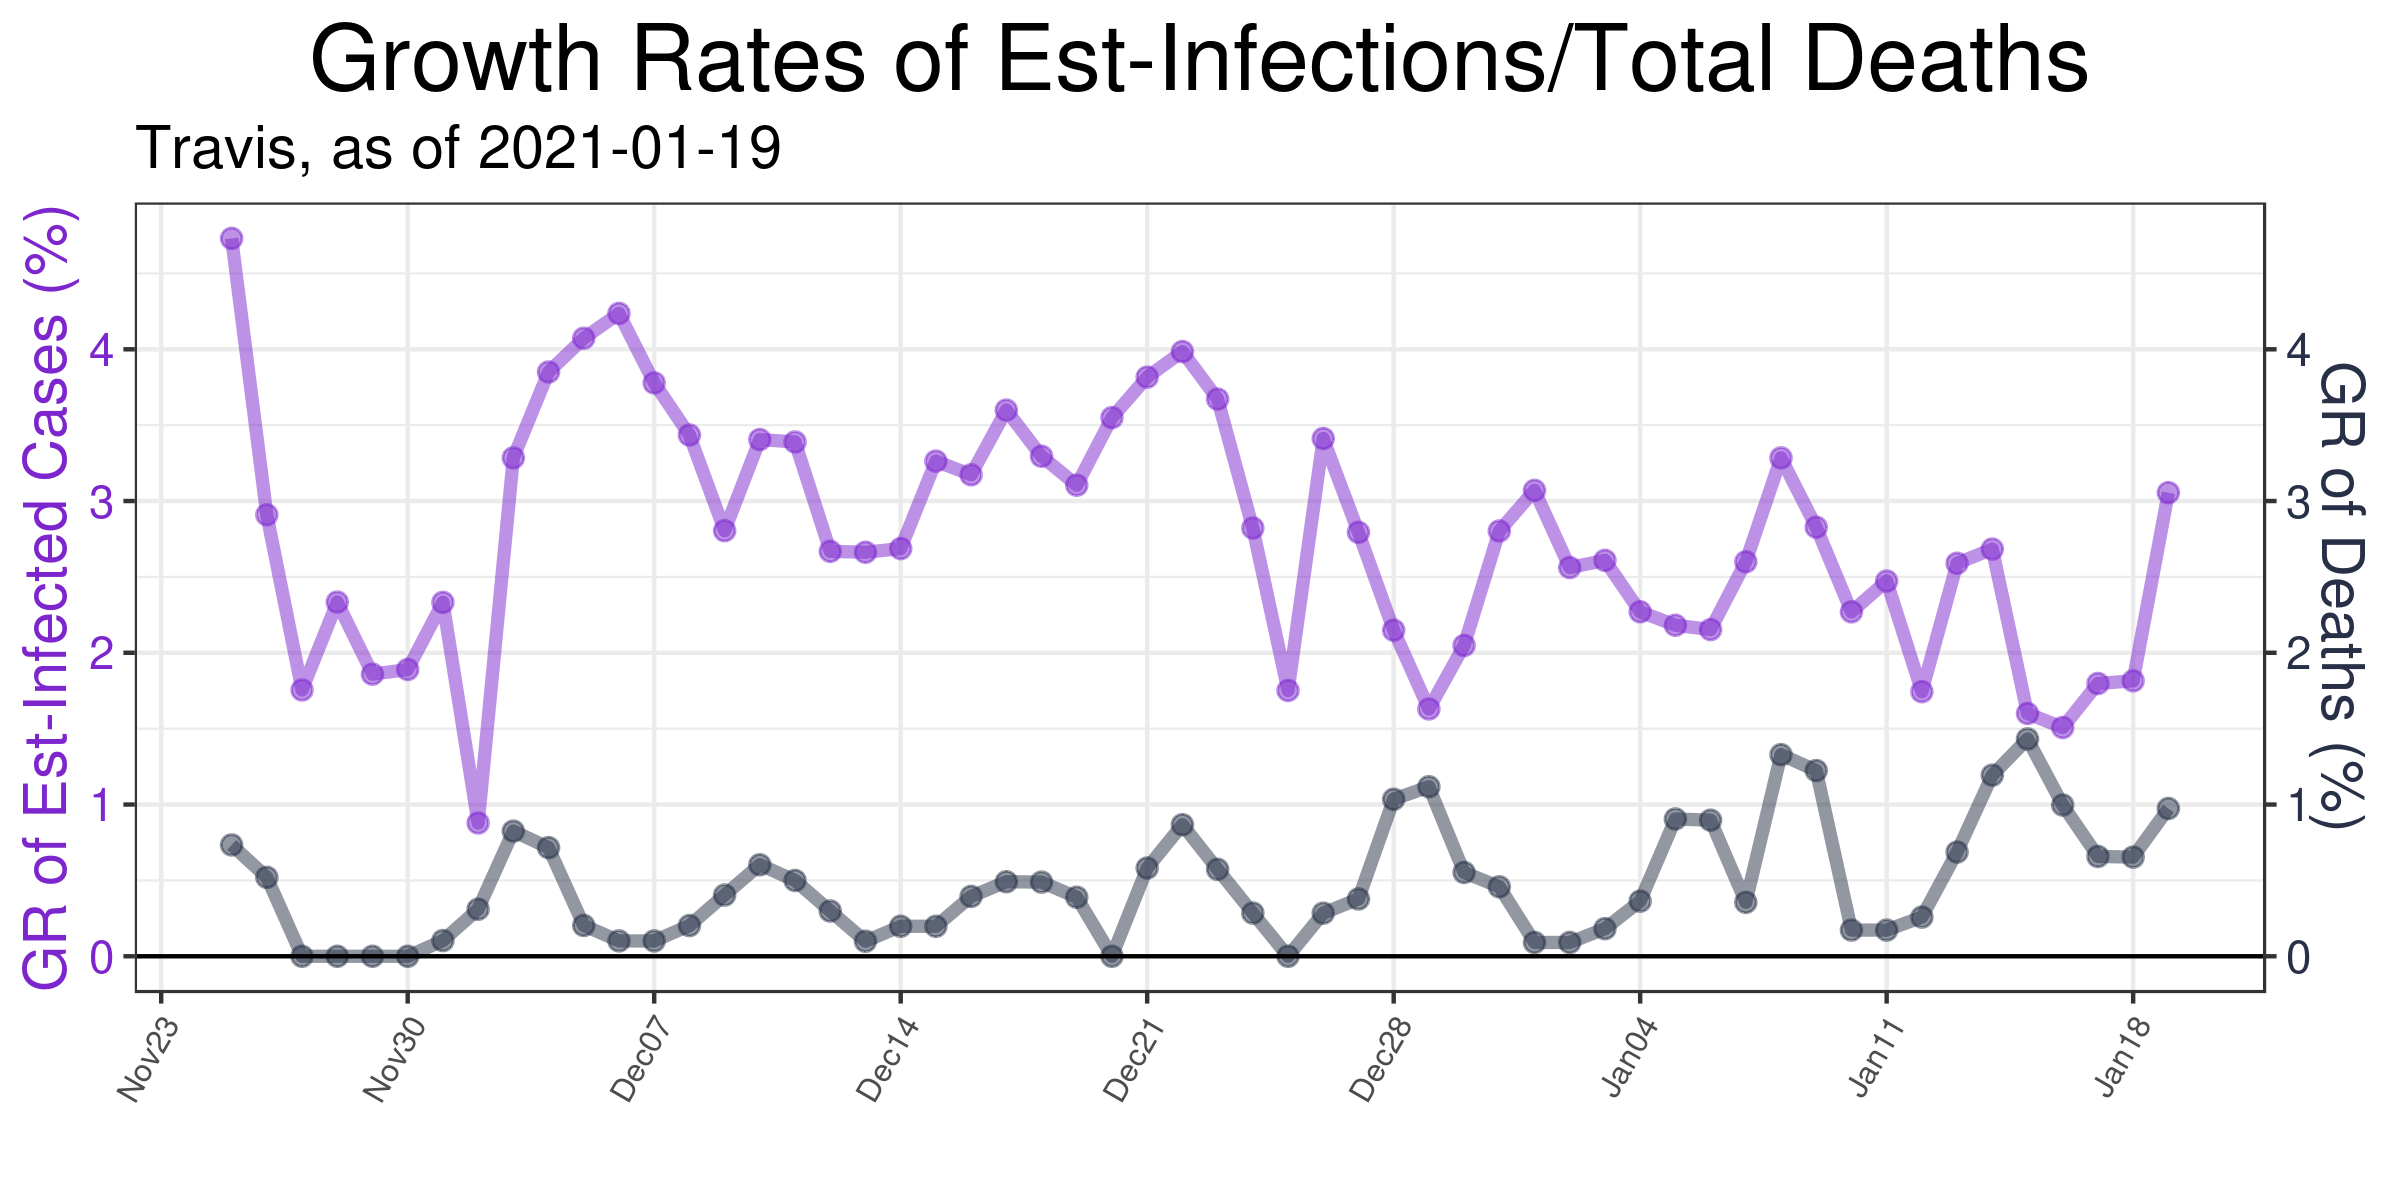 Growth Rates of Est-Infections/Total Deaths
Travis, as of 2021-01-19
GR of Est-Infected Cases (%)
4
3
2
1
0
4
3
2
1
0
GR of Deaths (%)
Nov23
Nov30
Dec07
Dec14
Dec21
Dec28
Jan04
Jan11
Jan18